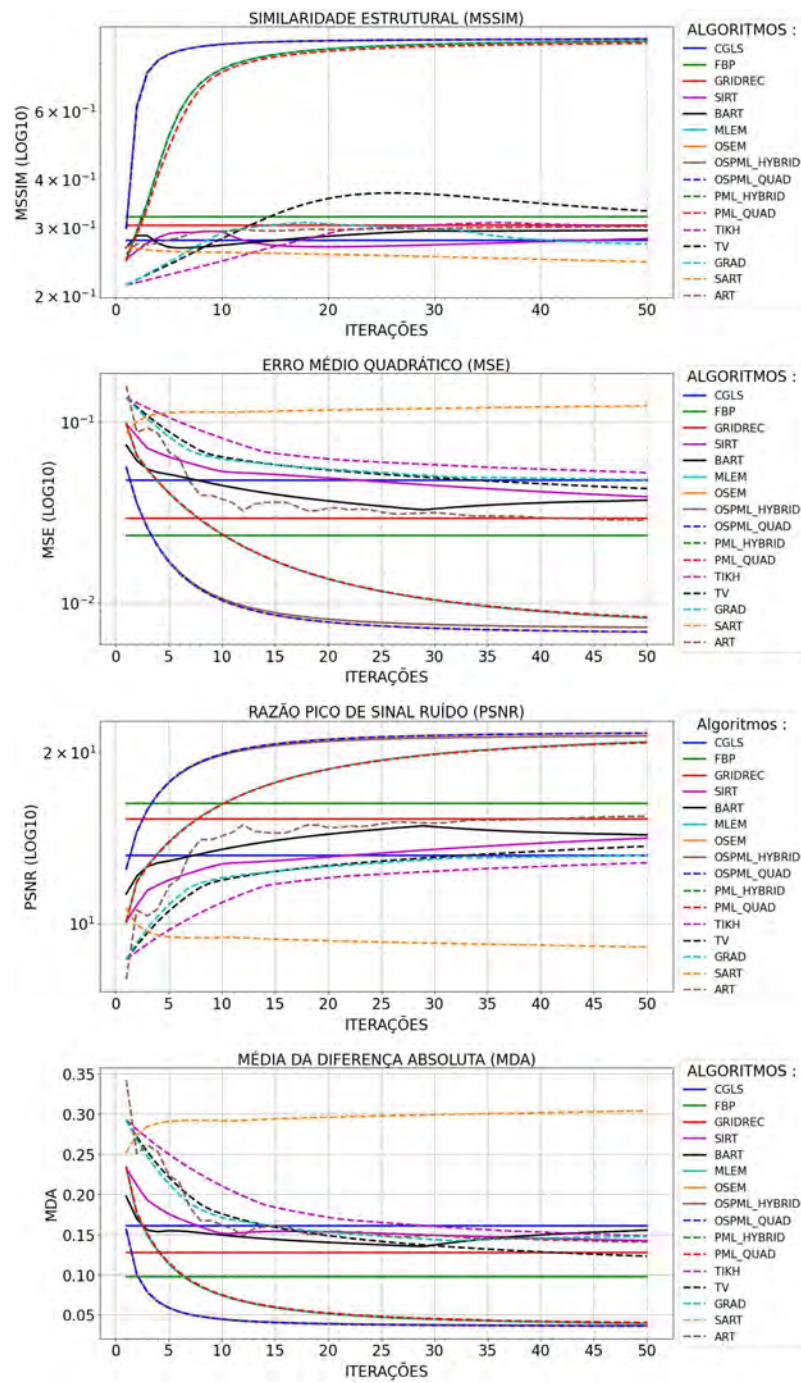 SIMILARIDADE ESTRUTURAL (MSSIM)
MSSIM (LOG10)
6 × 10⁻¹
4 × 10⁻¹
3 × 10⁻¹
2 × 10⁻¹
0 5 10 15 20 25 30 35 40 45 50
ITERAÇÕES
ALGORITMOS :
CGLS
FBP
GRIDREC
SIRT
BART
MLEM
OSEM
OSPML_HYBRID
OSPML_QUAD
PML_HYBRID
PML_QUAD
TIKH
TV
GRAD
SART
ART
ERRO MÉDIO QUADRÁTICO (MSE)
MSE (LOG10)
10⁻¹
10⁻²
0 5 10 15 20 25 30 35 40 45 50
ITERAÇÕES
ALGORITMOS :
CGLS
FBP
GRIDREC
SIRT
BART
MLEM
OSEM
OSPML_HYBRID
OSPML_QUAD
PML_HYBRID
PML_QUAD
TIKH
TV
GRAD
SART
ART
RAZÃO PICO DE SINAL RUÍDO (PSNR)
PSNR (LOG10)
2 × 10¹
10¹
0 5 10 15 20 25 30 35 40 45 50
ITERAÇÕES
Algoritmos :
CGLS
FBP
GRIDREC
SIRT
BART
MLEM
OSEM
OSPML_HYBRID
OSPML_QUAD
PML_HYBRID
PML_QUAD
TIKH
TV
GRAD
SART
ART
MÉDIA DA DIFERENÇA ABSOLUTA (MDA)
MDA
0.35
0.30
0.25
0.20
0.15
0.10
0.05
0 5 10 15 20 25 30 35 40 45 50
ITERAÇÕES
ALGORITMOS :
CGLS
FBP
GRIDREC
SIRT
BART
MLEM
OSEM
OSPML_HYBRID
OSPML_QUAD
PML_HYBRID
PML_QUAD
TIKH
TV
GRAD
SART
ART